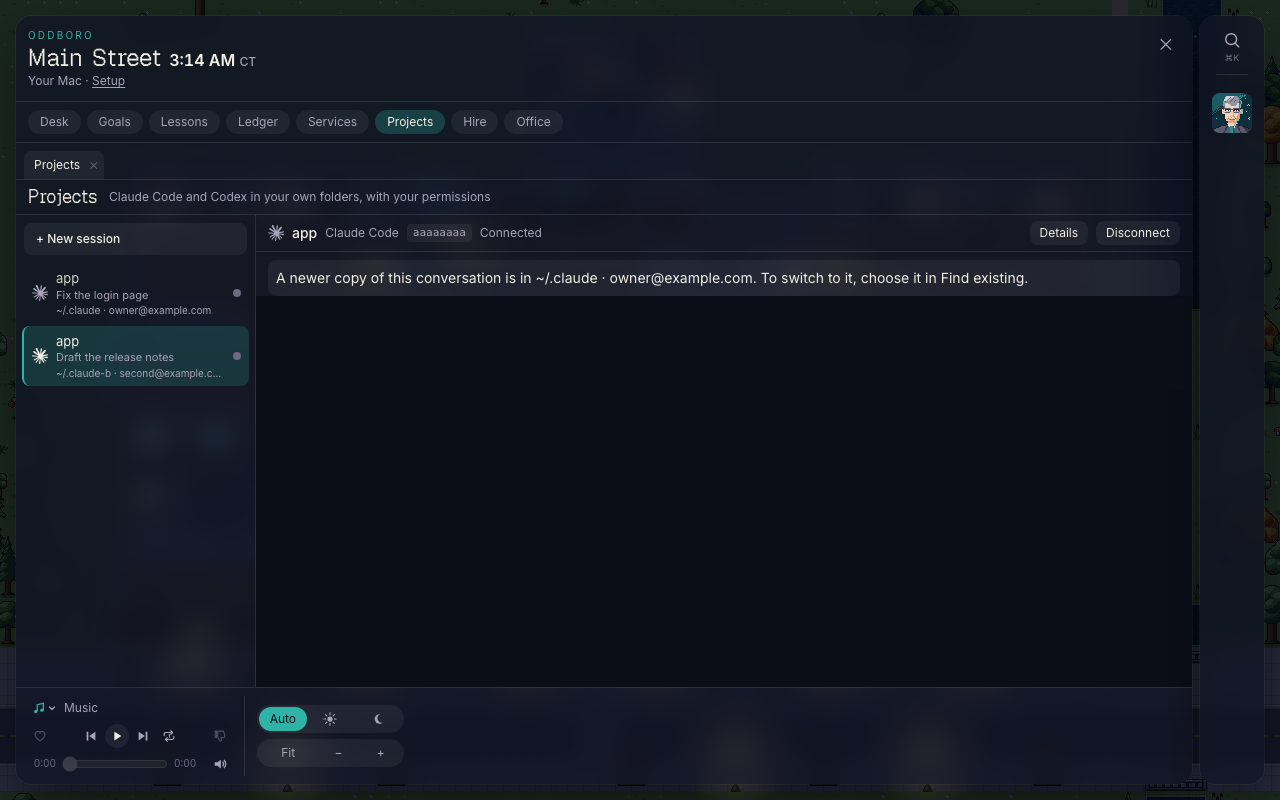 ODDBORO
Main Street 3:14 AM CT
Your Mac · Setup
⌘K
Desk Goals Lessons Ledger Services Projects Hire Office
Projects ×
Projects Claude Code and Codex in your own folders, with your permissions
+ New session
app Claude Code aaaaaaaa Connected Details Disconnect
A newer copy of this conversation is in ~/.claude · owner@example.com. To switch to it, choose it in Find existing.
app
Fix the login page
~/.claude · owner@example.com
app
Draft the release notes
~/.claude-b · second@example.c...
Music
0:00 0:00
Auto
Fit − +